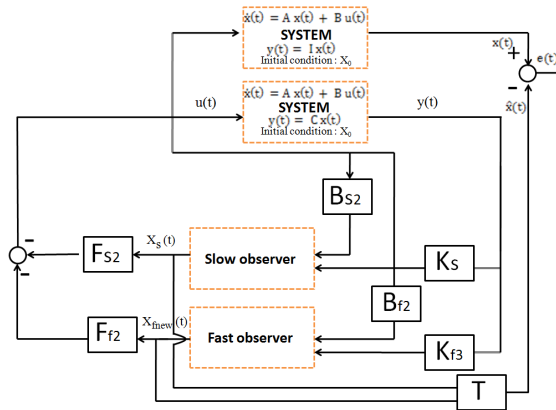 ẋ(t) = A x(t) + B u(t)
SYSTEM
y(t) = I x(t)
Initial condition : X₀
x(t)
+
e(t)
-
x̂(t)
ẋ(t) = A x(t) + B u(t)
SYSTEM
y(t) = C x(t)
Initial condition : X₀
u(t)
y(t)
BS2
-
FS2
Xs (t)
Slow observer
KS
-
Bf2
Ff2
Xfnew(t)
Fast observer
Kf3
T